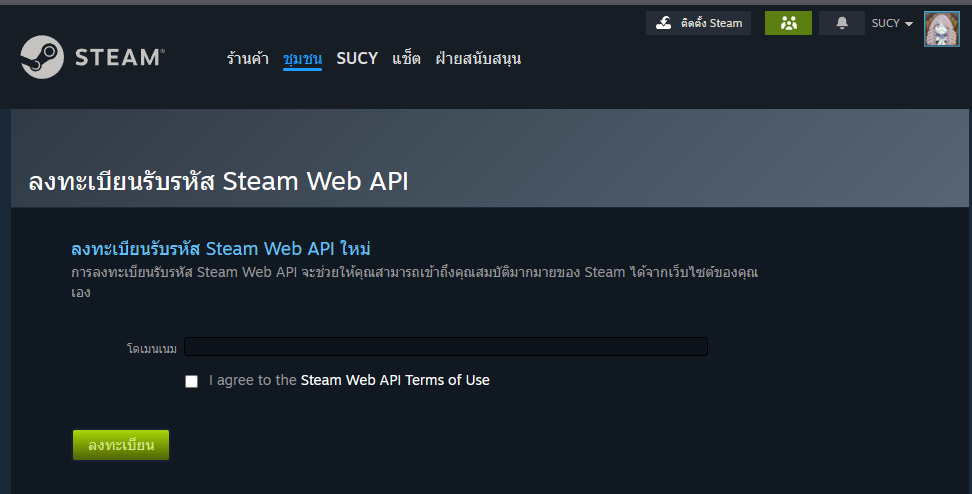 ติดตั้ง Steam
SUCY
STEAM®
ร้านค้า ชุมชน SUCY แช็ต ฝ่ายสนับสนุน
ลงทะเบียนรับรหัส Steam Web API
ลงทะเบียนรับรหัส Steam Web API ใหม่
การลงทะเบียนรับรหัส Steam Web API จะช่วยให้คุณสามารถเข้าถึงคุณสมบัติมากมายของ Steam ได้จากเว็บไซต์ของคุณ
เอง
โดเมนเนม
I agree to the Steam Web API Terms of Use
ลงทะเบียน